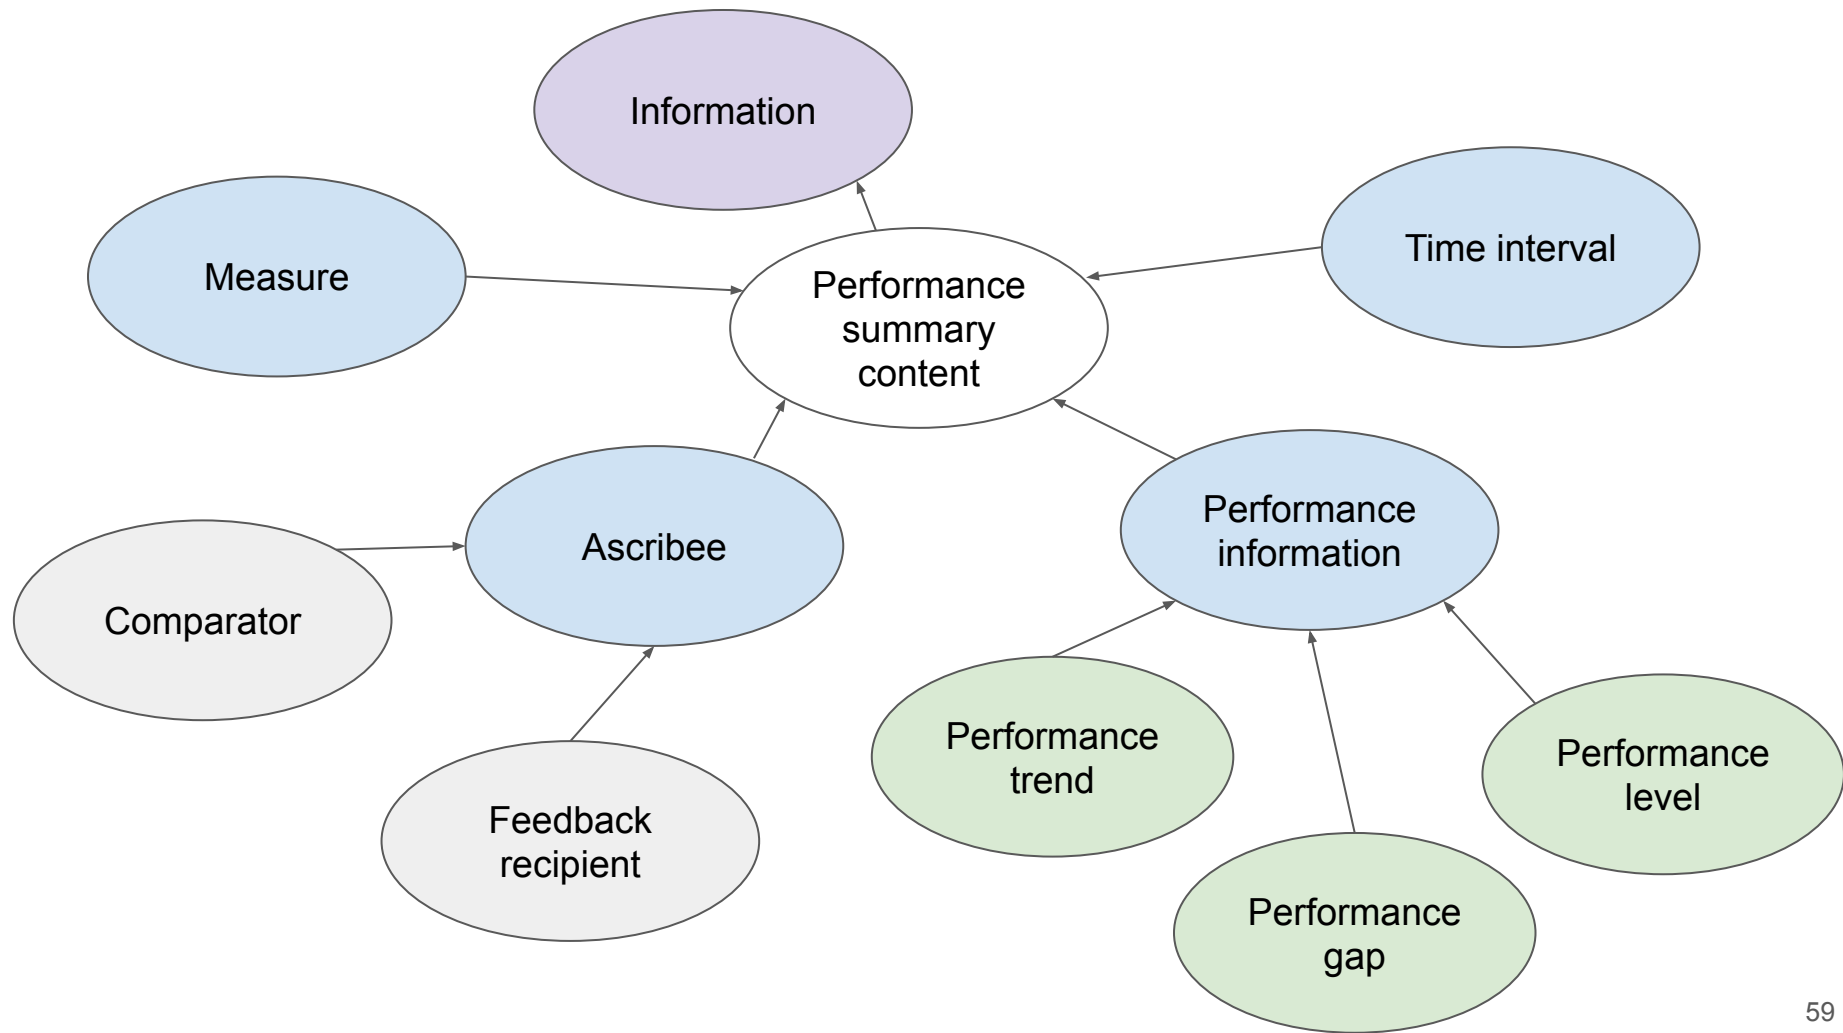 Information
Measure
Time interval
Performance
summary
content
Ascribee
Performance
information
Comparator
Feedback
recipient
Performance
trend
Performance
level
Performance
gap
59